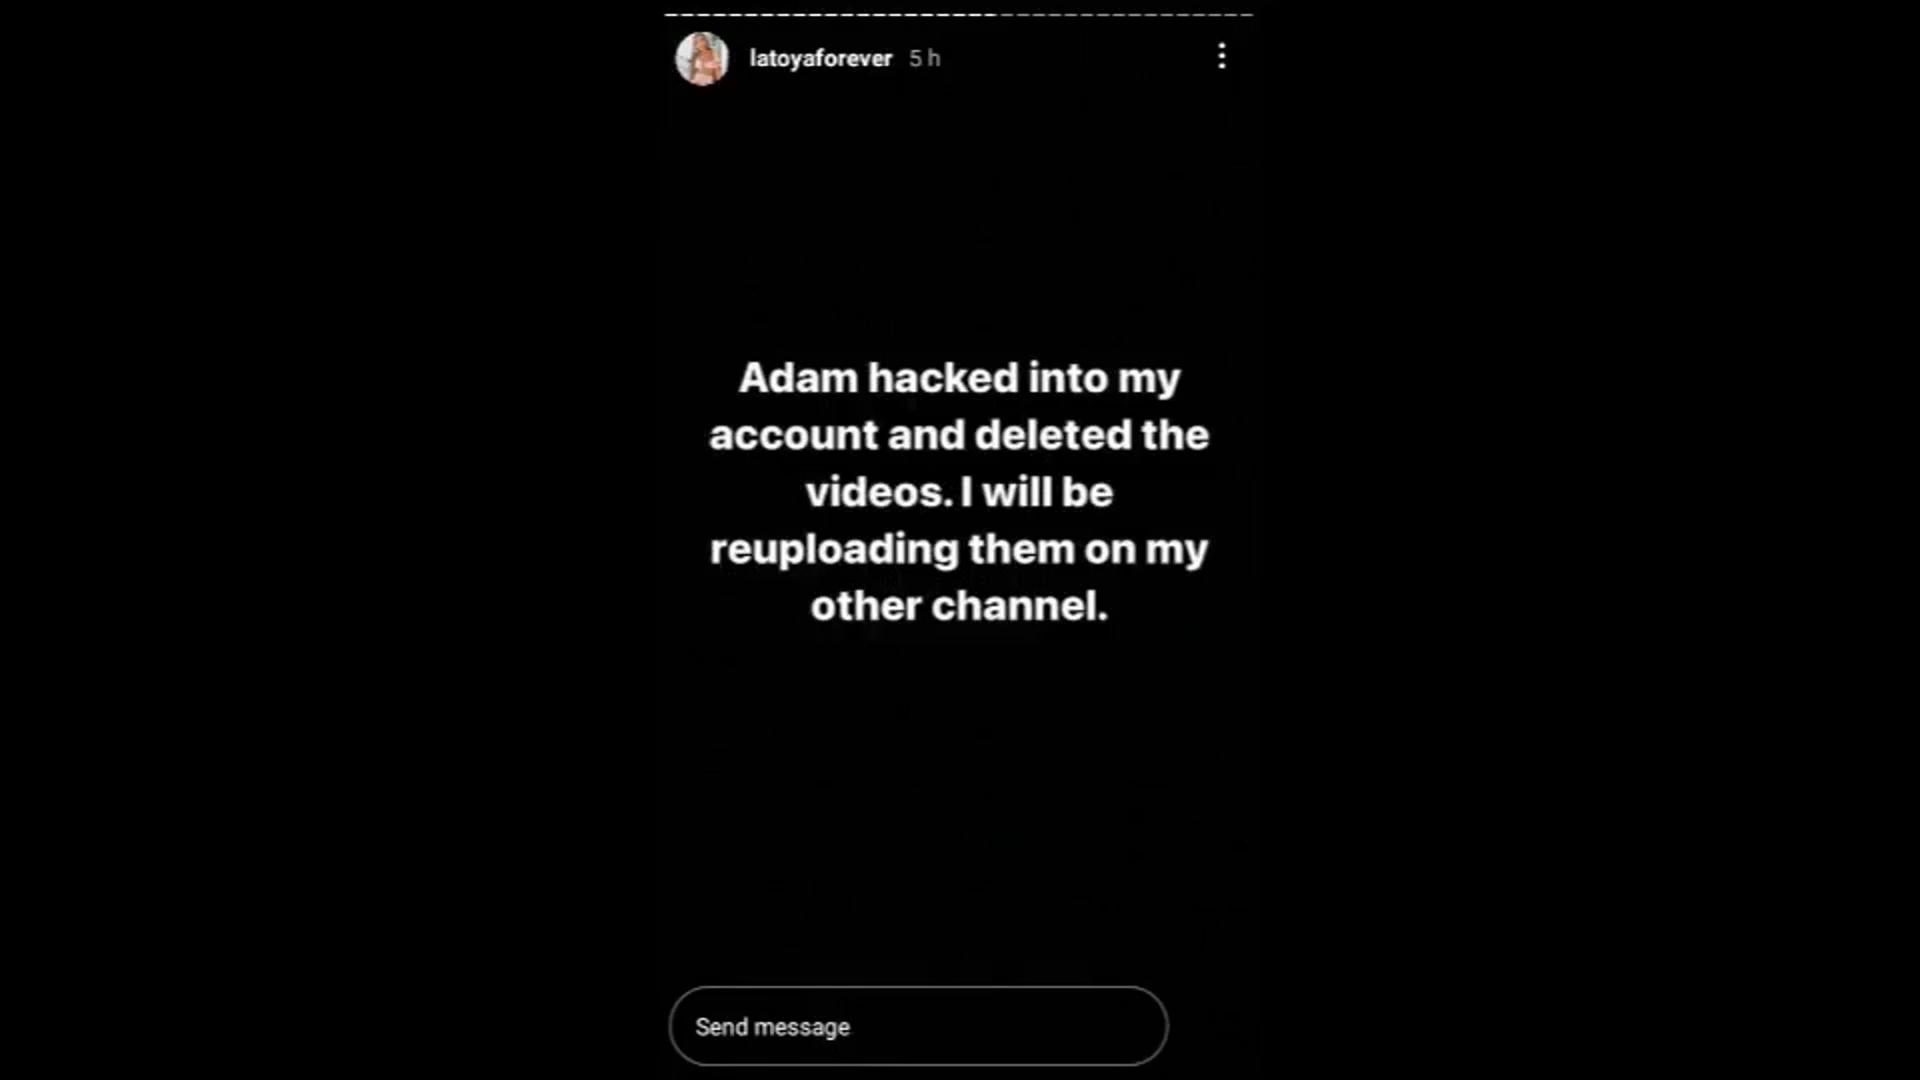 latoyaforever 5 h
Adam hacked into my
account and deleted the
videos. I will be
reuploading them on my
other channel.
Send message